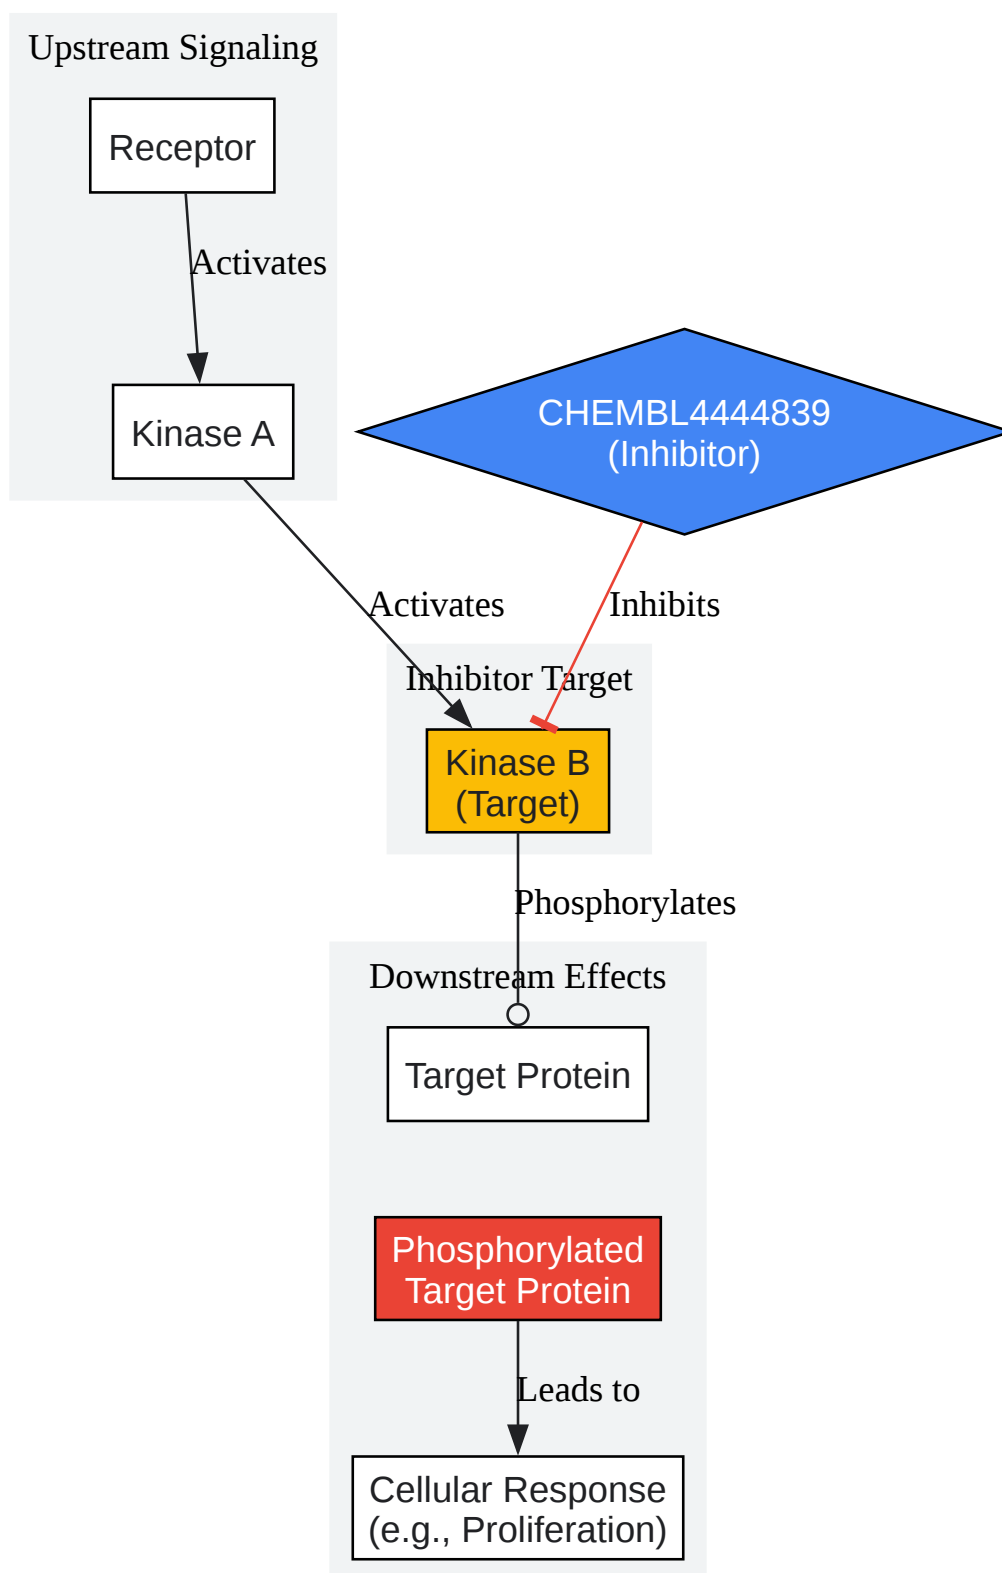 Upstream Signaling
Receptor
Activates
Kinase A
CHEMBL4444839
(Inhibitor)
Activates
Inhibits
Inhibitor Target
Kinase B
(Target)
Phosphorylates
Downstream Effects
Target Protein
Phosphorylated
Target Protein
Leads to
Cellular Response
(e.g., Proliferation)